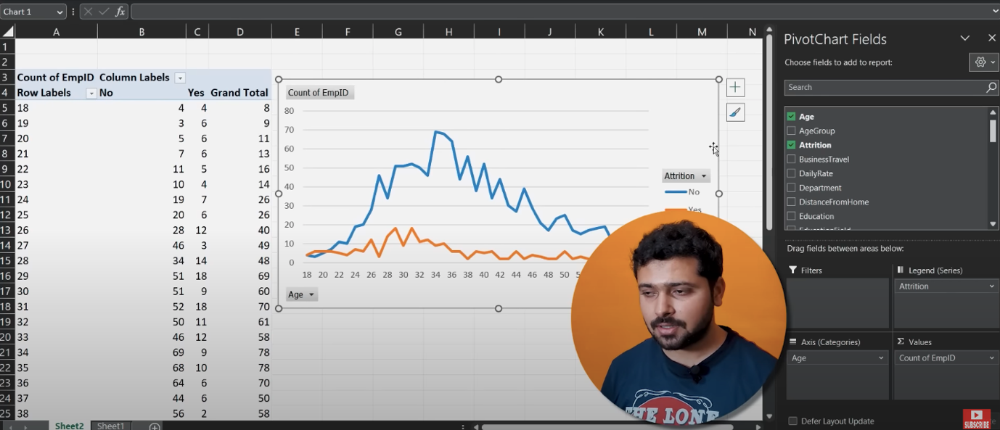 Chart 1
fx
A B C D E F G H I J K L M N
1
2
3 Count of EmpID Column Labels
4 Row Labels No Yes Grand Total
5 18 4 4 8
6 19 3 6 9
7 20 5 6 11
8 21 7 6 13
9 22 11 5 16
10 23 10 4 14
11 24 19 7 26
12 25 20 6 26
13 26 28 12 40
14 27 46 3 49
15 28 34 14 48
16 29 51 18 69
17 30 51 9 60
18 31 52 18 70
19 32 50 11 61
20 33 46 12 58
21 34 69 9 78
22 35 68 10 78
23 36 64 6 70
24 37 44 6 50
25 38 56 2 58
Sheet2 Sheet1
Count of EmpID
80
70
60
50
40
30
20
10
0
18 20 22 24 26 28 30 32 34 36 38 40 42 44 46 48 50
Age
Attrition
No
Yes
THE LONE
PivotChart Fields
Choose fields to add to report:
Search
Age
AgeGroup
Attrition
BusinessTravel
DailyRate
Department
DistanceFromHome
Education
EducationField
Drag fields between areas below:
Filters
Legend (Series)
Attrition
Axis (Categories)
Age
Σ Values
Count of EmpID
Defer Layout Update
SUBSCRIBE